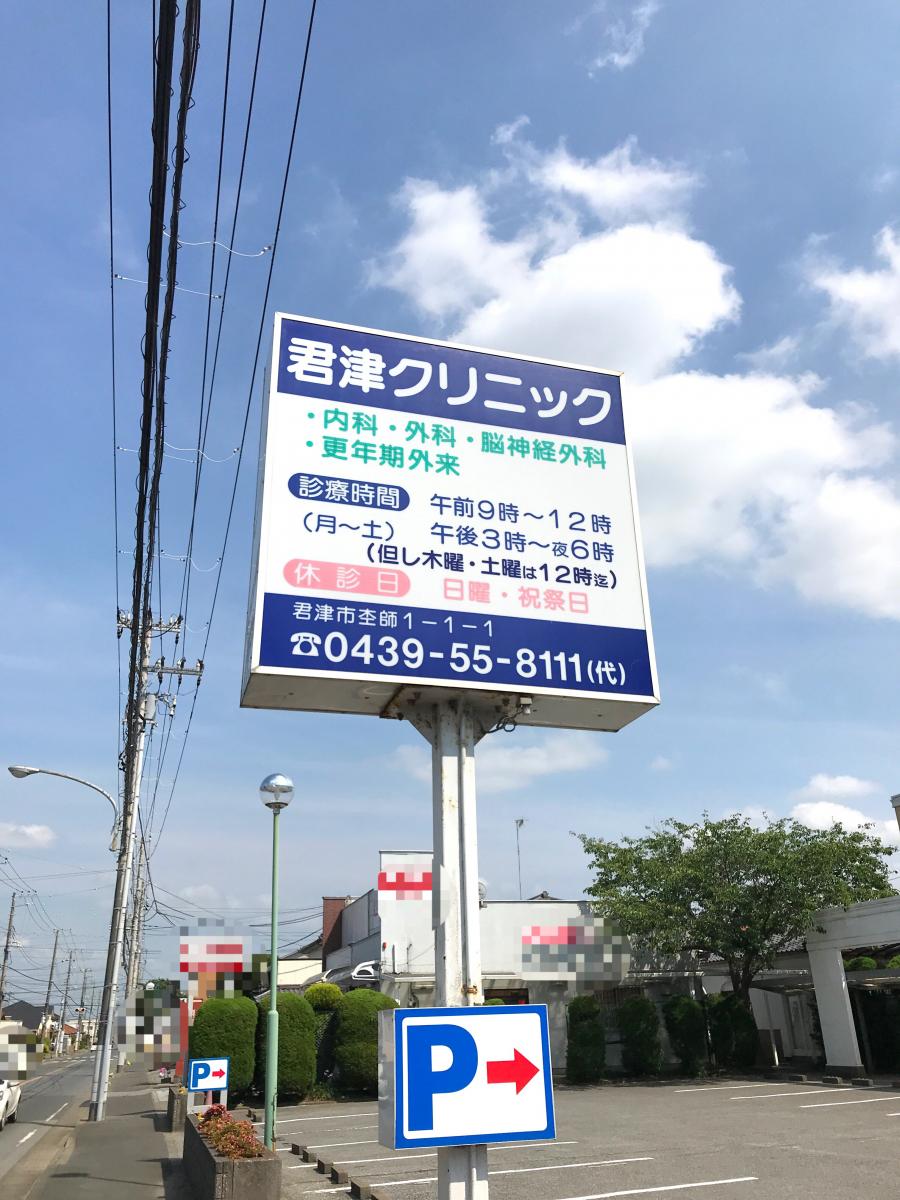 君津クリニック
・内科・外科・脳神経外科
・更年期外来
診療時間 午前9時〜12時
(月〜土) 午後3時〜夜6時
(但し木曜・土曜は12時迄)
休診日 日曜・祝祭日
君津市杢師1-1-1
☎0439-55-8111(代)
P→
P→